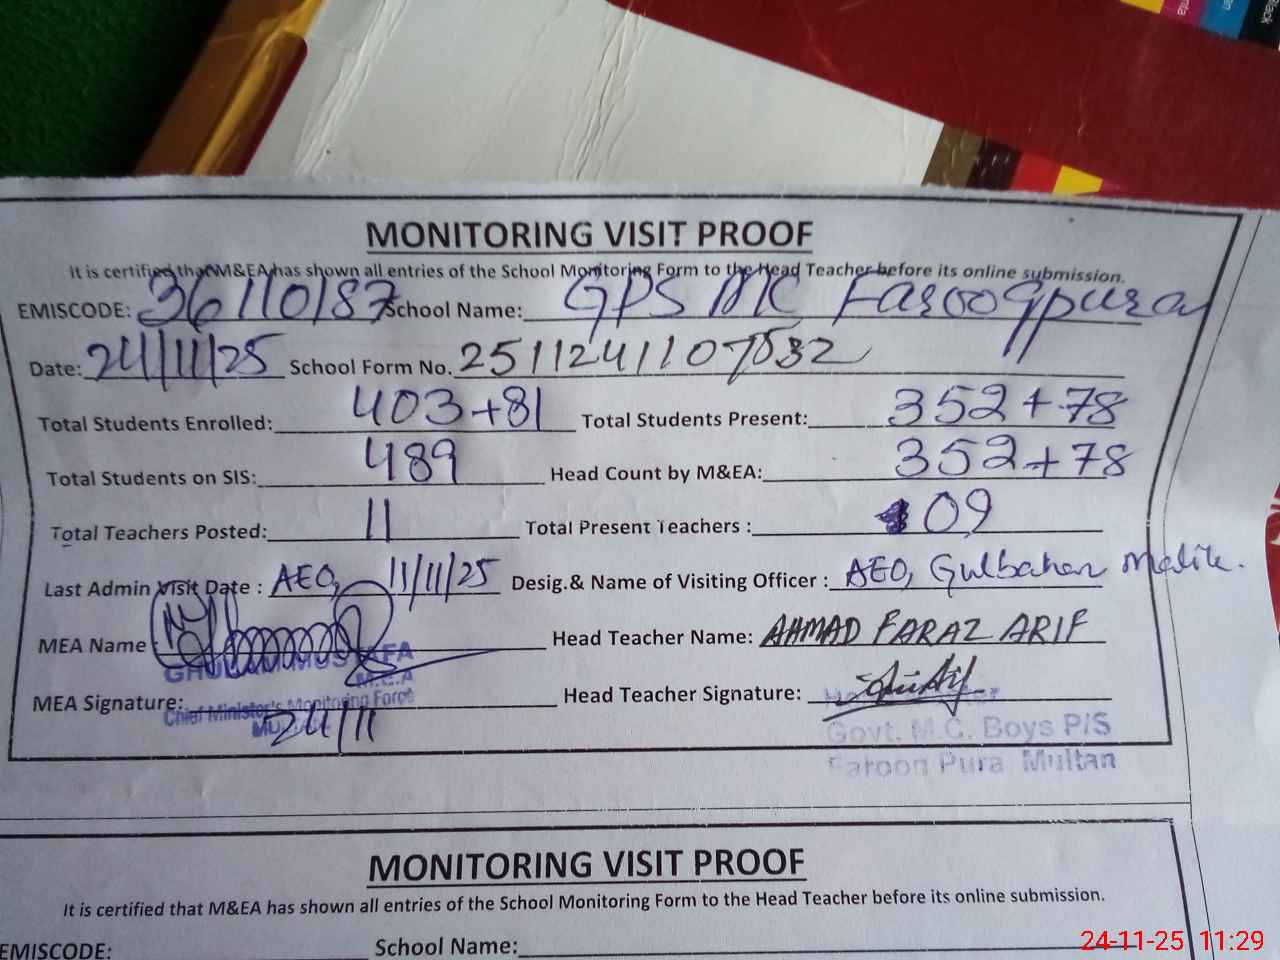 Black
MONITORING VISIT PROOF
It is certified that M&EA has shown all entries of the School Monitoring Form to the Head Teacher before its online submission.
EMISCODE: 36110187 School Name: GPS MC Farooqpura
Date: 24/11/25 School Form No. 2511241107532
Total Students Enrolled: 403+81 Total Students Present: 352+78
Total Students on SIS: 489 Head Count by M&EA: 352+78
Total Teachers Posted: 11 Total Present Teachers : 09
Last Admin Visit Date : AEO, 11/11/25 Desig.& Name of Visiting Officer : AEO, Gulbahar Malik.
MEA Name Head Teacher Name: AHMAD FARAZ ARIF
M.E.A
MEA Signature: Head Teacher Signature:
Chief Minister's Monitoring Force
24/11
Govt. M.C. Boys P/S
Farooq Pura Multan
MONITORING VISIT PROOF
It is certified that M&EA has shown all entries of the School Monitoring Form to the Head Teacher before its online submission.
EMISCODE: School Name:
24-11-25 11:29